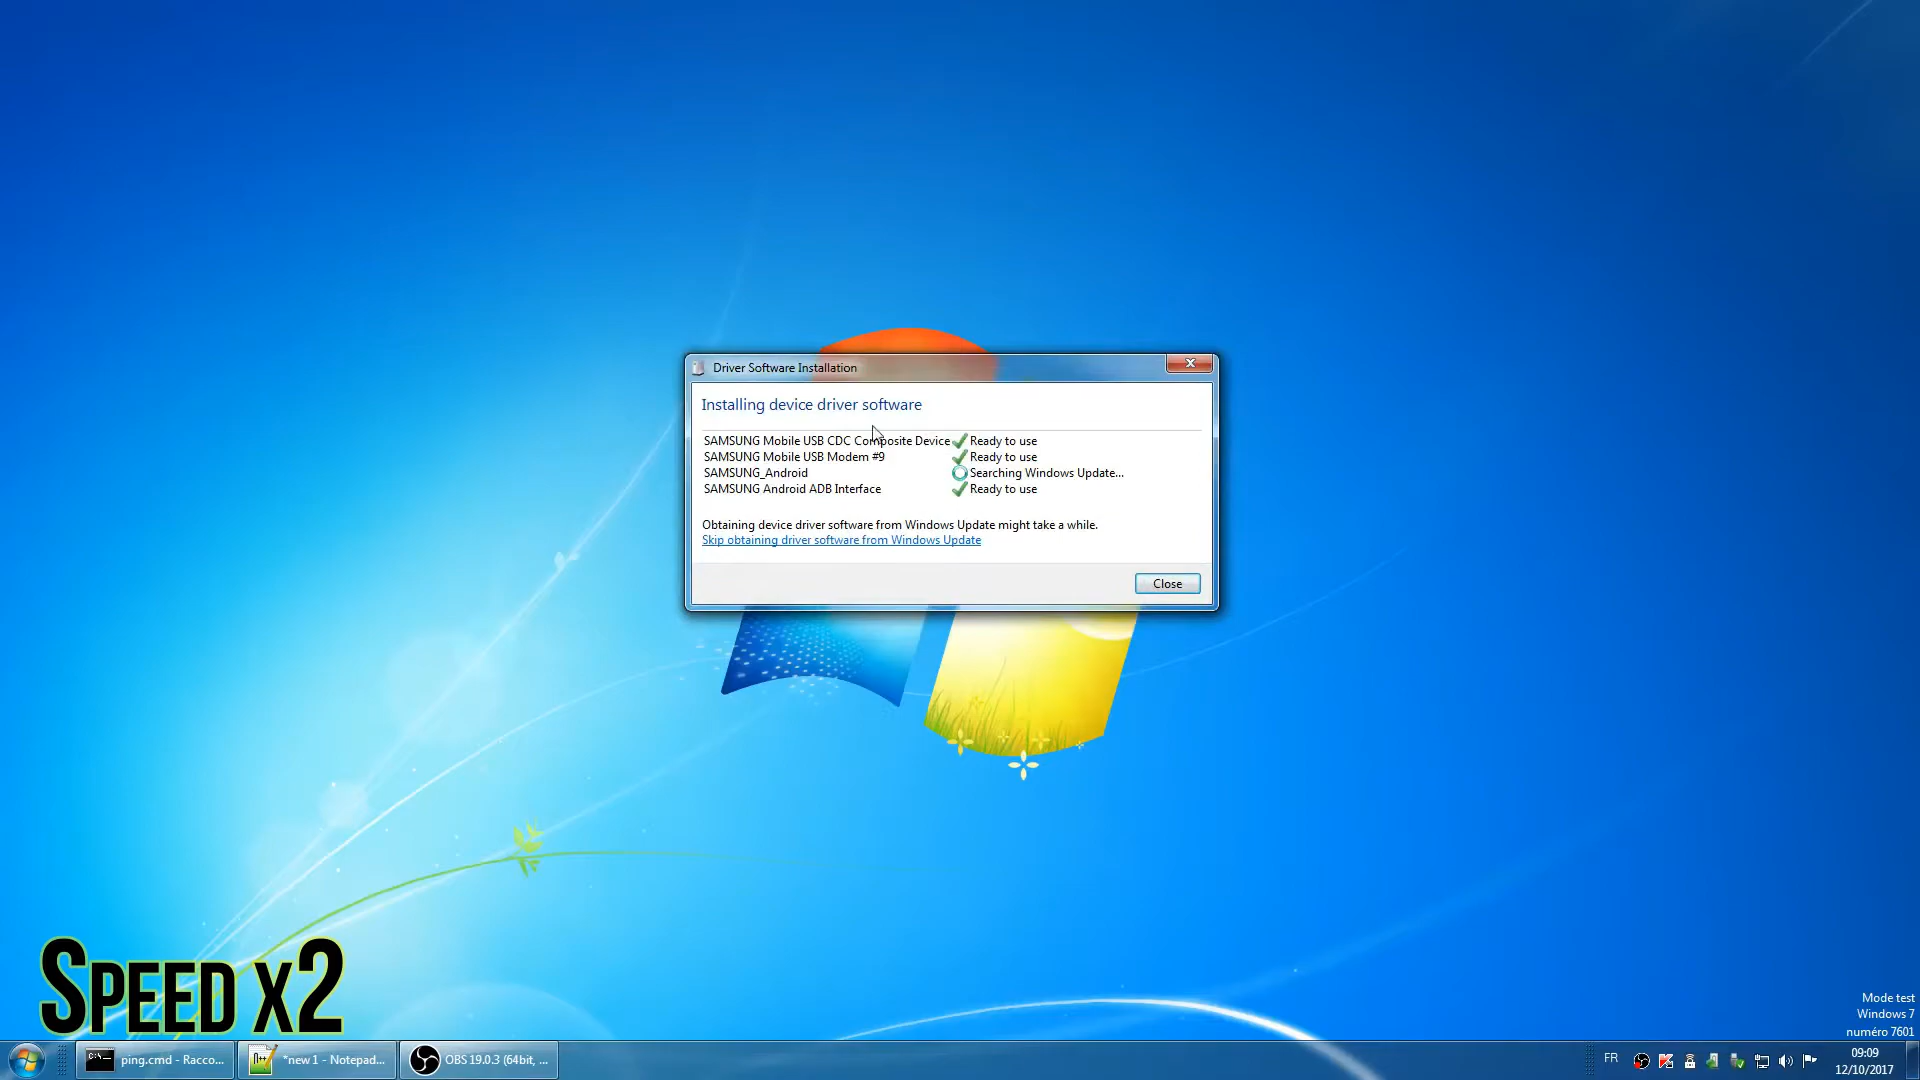 Driver Software Installation
Installing device driver software
SAMSUNG Mobile USB CDC Composite Device Ready to use
SAMSUNG Mobile USB Modem #9 Ready to use
SAMSUNG_Android Searching Windows Update...
SAMSUNG Android ADB Interface Ready to use
Obtaining device driver software from Windows Update might take a while.
Skip obtaining driver software from Windows Update
Close
SPEED X2
Mode test
Windows 7
numéro 7601
ping.cmd - Racco...
*new 1 - Notepad...
OBS 19.0.3 (64bit, ...
FR
09:09
12/10/2017